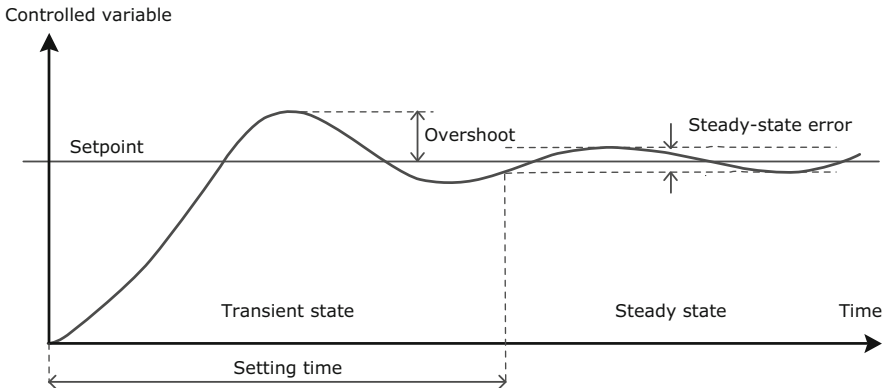 Controlled variable
Overshoot
Steady-state error
Setpoint
Transient state
Steady state
Time
Setting time